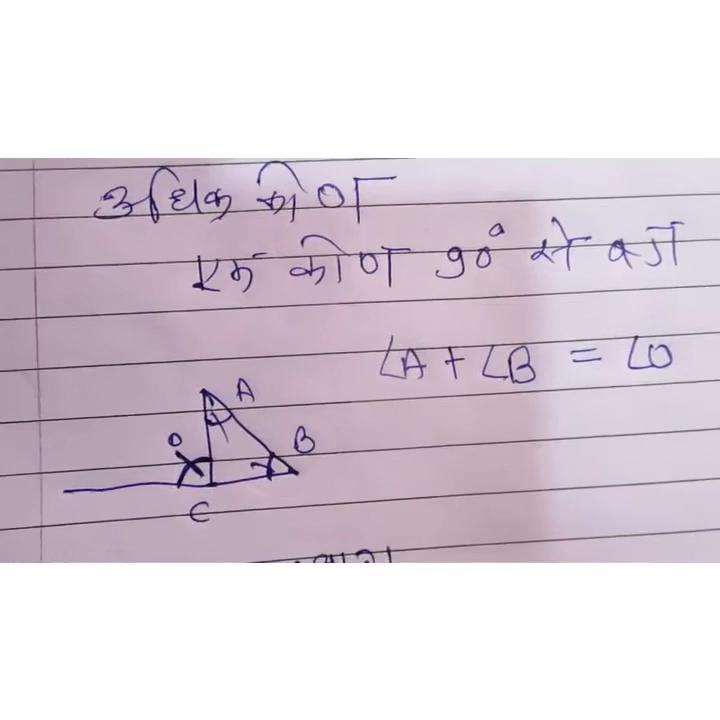 अधिक कोण
एक कोण 90° से बड़ा
∠A + ∠B = ∠O
A
O
B
C